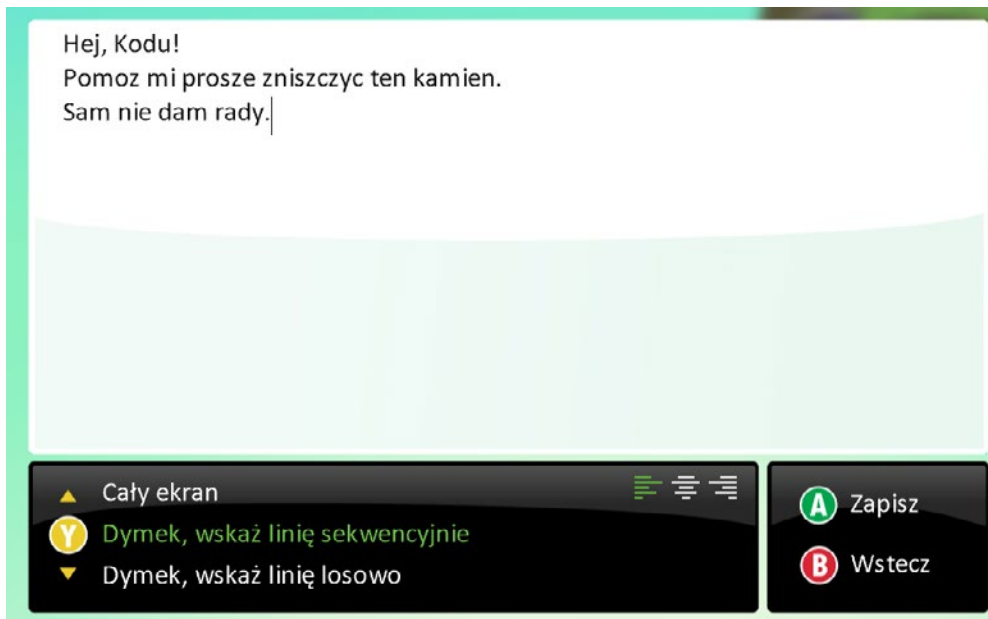 Hej, Kodu!
Pomoz mi prosze zniszczyc ten kamien.
Sam nie dam rady.
Cały ekran
Y Dymek, wskaż linię sekwencyjnie
Dymek, wskaż linię losowo
A Zapisz
B Wstecz